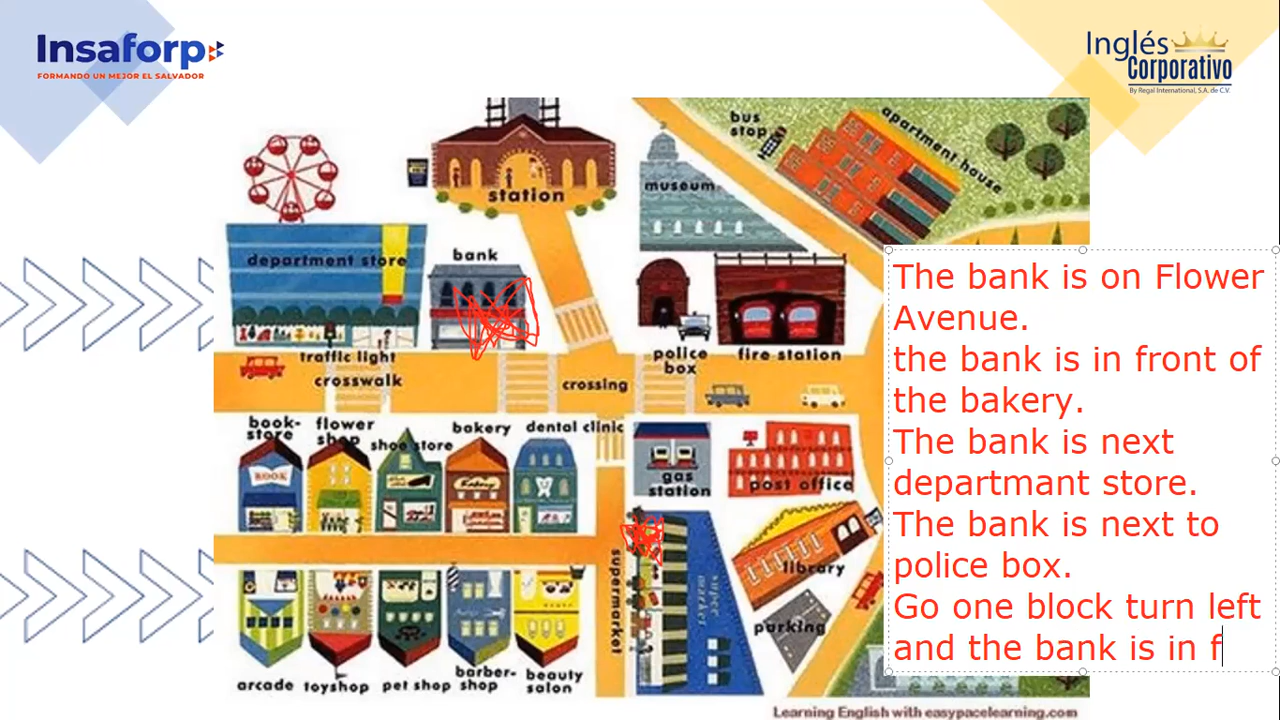 Insaforp
FORMANDO UN MEJOR EL SALVADOR
Inglés
Corporativo
By Regal International, S.A. de C.V.
bus
stop
apartment house
station
museum
department store
bank
traffic light
crosswalk
crossing
police
box
fire station
book-
store
flower
shop
shoe store
bakery
dental clinic
BOOK
Bakery
gas
station
post office
supermarket
super
market
library
parking
arcade
toyshop
pet shop
barber-
shop
beauty
salon
The bank is on Flower
Avenue.
the bank is in front of
the bakery.
The bank is next
departmant store.
The bank is next to
police box.
Go one block turn left
and the bank is in f
Learning English with easypacelearning.com